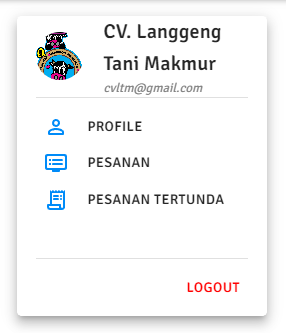 CV. Langgeng
Tani Makmur
cvltm@gmail.com
PROFILE
PESANAN
PESANAN TERTUNDA
LOGOUT